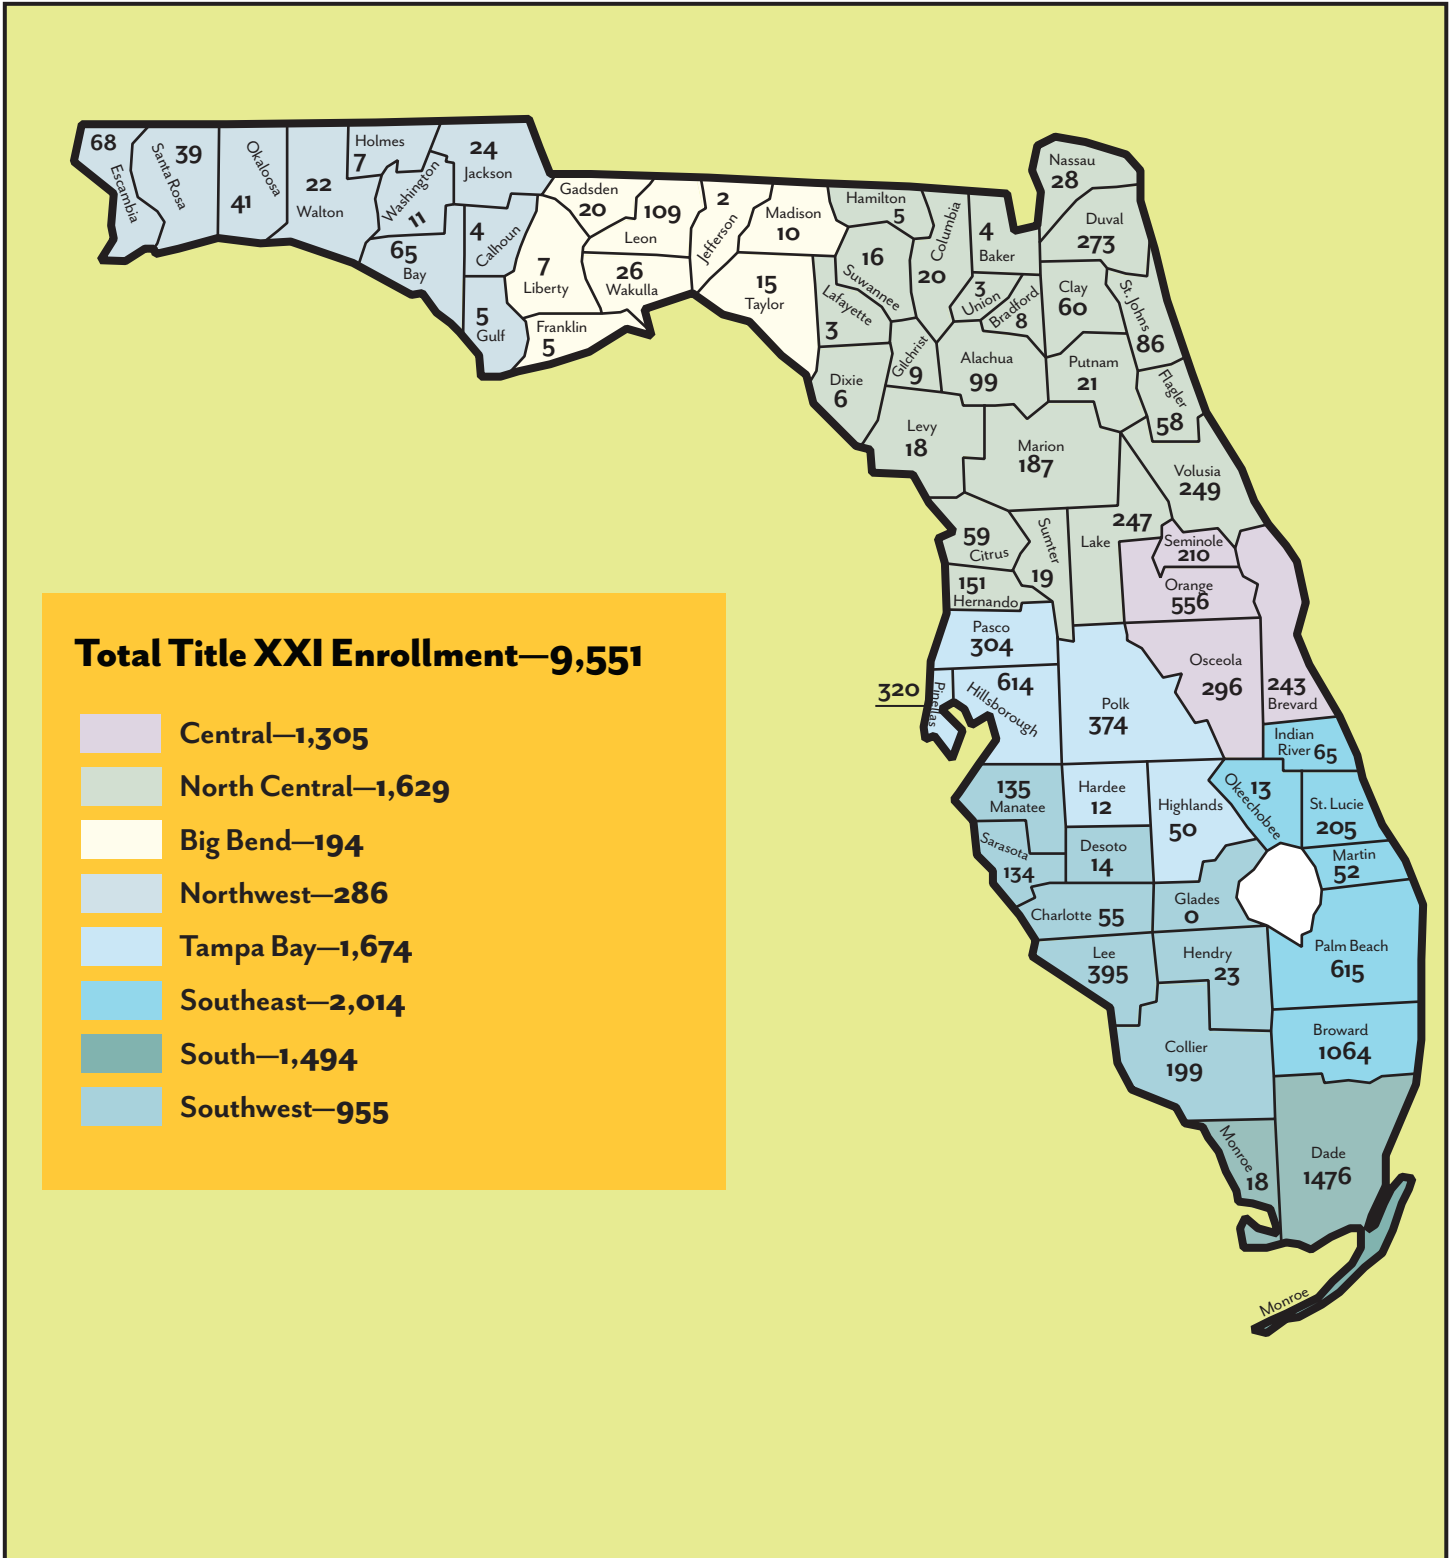 68
Escambia
Santa Rosa
39
Okaloosa
41
22
Walton
Holmes
7
Washington
11
24
Jackson
65
Bay
4
Calhoun
5
Gulf
Gadsden
20
109
Leon
2
Jefferson
Madison
10
7
Liberty
26
Wakulla
Franklin
5
15
Taylor
Hamilton
5
16
Suwannee
Lafayette
3
Columbia
20
4
Baker
Nassau
28
Duval
273
3
Union
Bradford
8
Clay
60
St. Johns
86
Dixie
6
Gilchrist
9
Alachua
99
Putnam
21
Flagler
58
Levy
18
Marion
187
Volusia
249
59
Citrus
Sumter
19
Lake
247
Seminole
210
Orange
556
151
Hernando
Pasco
304
320
Pinellas
614
Hillsborough
Polk
374
Osceola
296
243
Brevard
Indian
River 65
135
Manatee
Hardee
12
Highlands
50
13
Okeechobee
St. Lucie
205
Sarasota
134
Desoto
14
Martin
52
Charlotte 55
Glades
0
Lee
395
Hendry
23
Palm Beach
615
Collier
199
Broward
1064
Monroe
18
Dade
1476
Monroe
Total Title XXI Enrollment—9,551
Central—1,305
North Central—1,629
Big Bend—194
Northwest—286
Tampa Bay—1,674
Southeast—2,014
South—1,494
Southwest—955